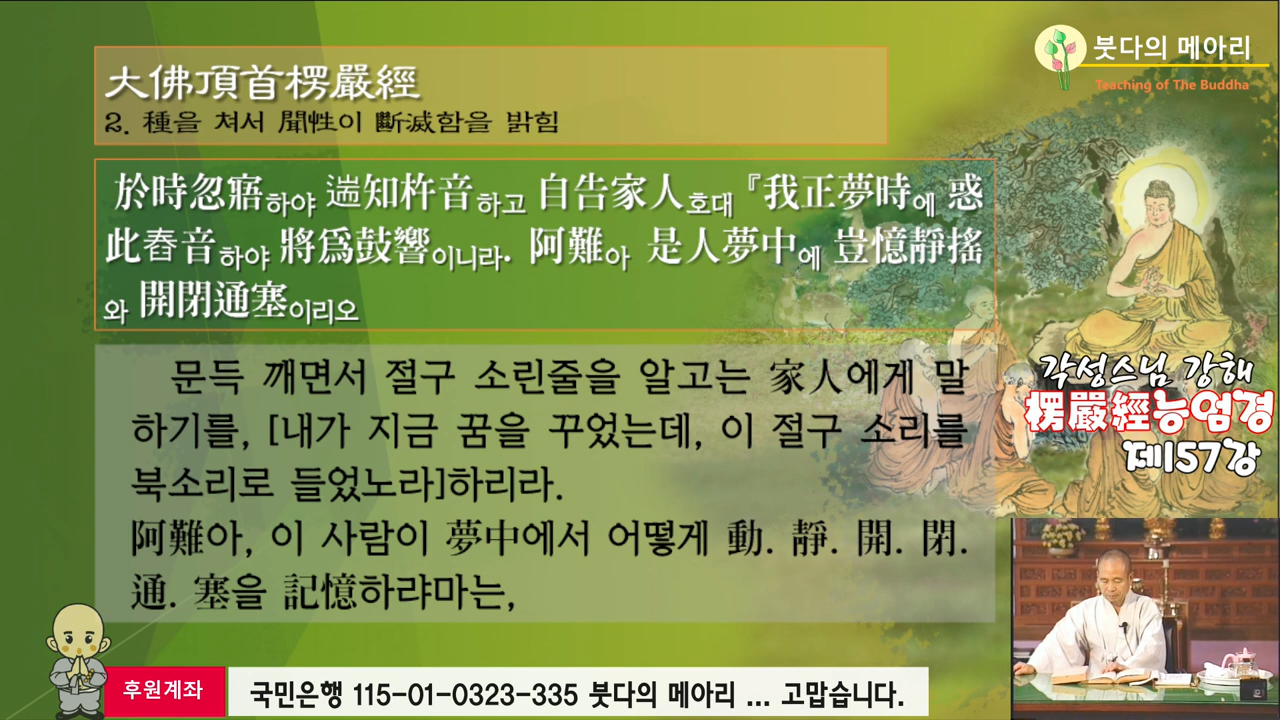 大佛頂首楞嚴經
2. 種을 쳐서 聞性이 斷滅함을 밝힘
於時忽寤하야 遄知杵音하고 自告家人호대 『我正夢時에 惑
此舂音하야 將爲鼓響이니라. 阿難아 是人夢中에 豈憶靜搖
와 開閉通塞이리오
문득 깨면서 절구 소린줄을 알고는 家人에게 말
하기를, [내가 지금 꿈을 꾸었는데, 이 절구 소리를
북소리로 들었노라]하리라.
阿難아, 이 사람이 夢中에서 어떻게 動. 靜. 開. 閉.
通. 塞을 記憶하랴마는,
붓다의 메아리
Teaching of The Buddha
각성스님 강해
楞嚴經능엄경
제157강
후원계좌
국민은행 115-01-0323-335 붓다의 메아리 ... 고맙습니다.